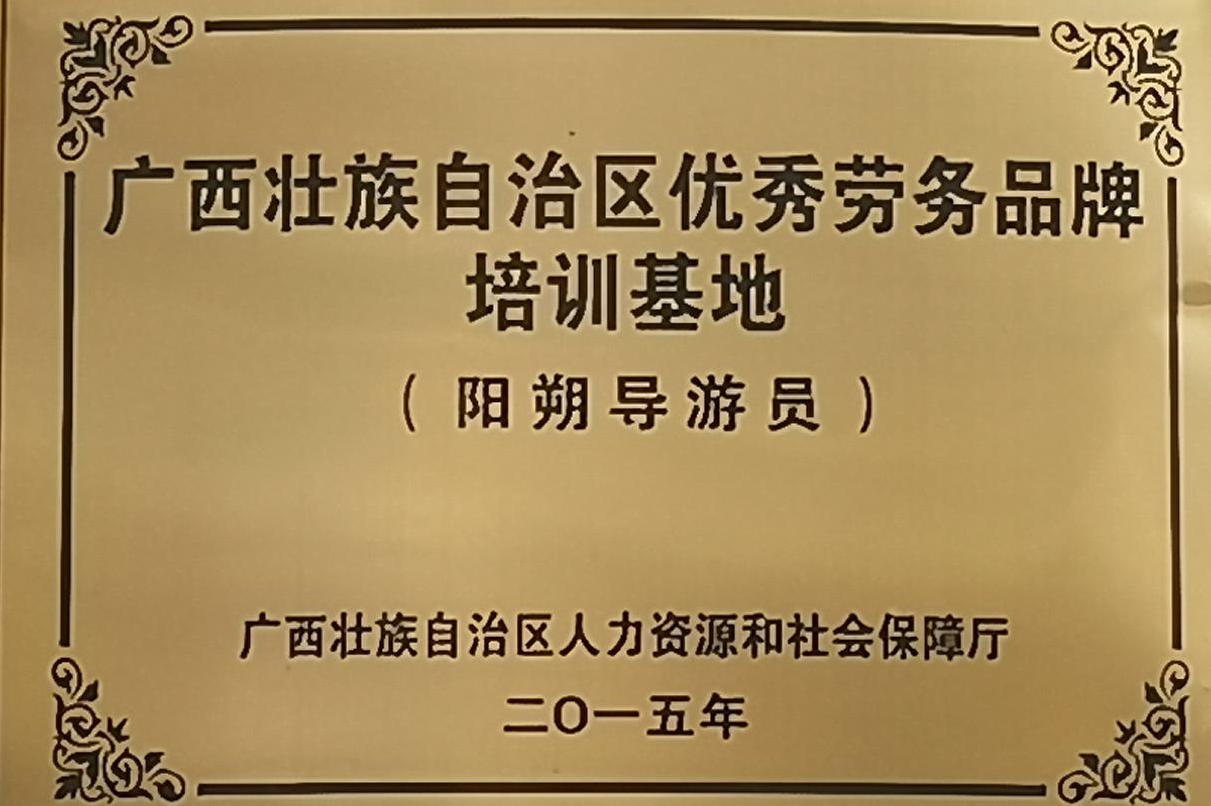 广西壮族自治区优秀劳务品牌
培训基地
（阳朔导游员）
广西壮族自治区人力资源和社会保障厅
二〇一五年